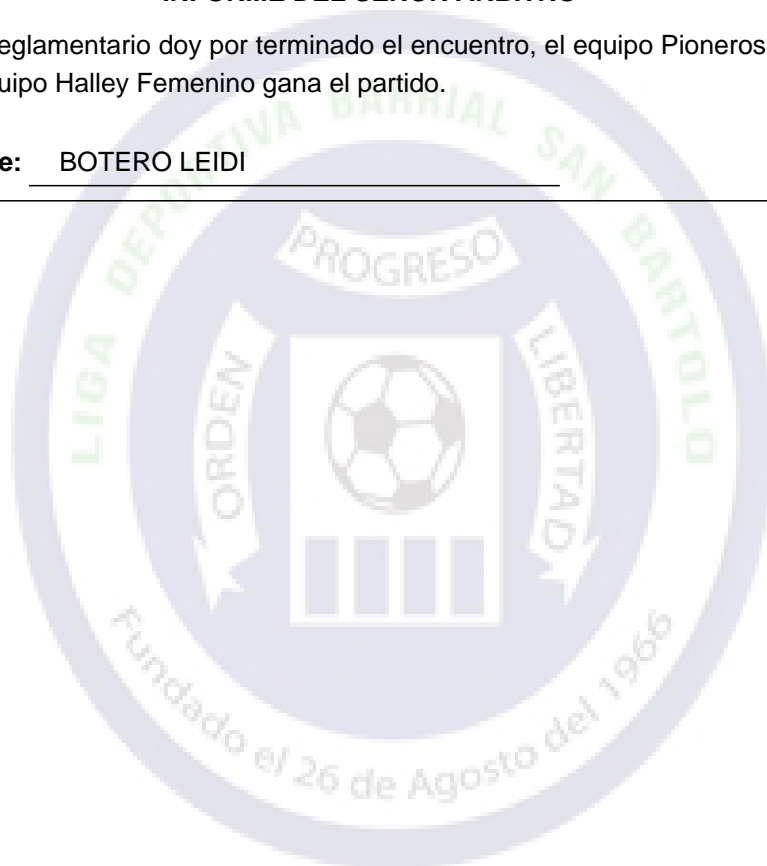 eglamentario doy por terminado el encuentro, el equipo Pioneros
uipo Halley Femenino gana el partido.
e: BOTERO LEIDI
LIGA DEPORTIVA BARRIAL SAN BARTOLO
PROGRESO
ORDEN
LIBERTAD
Fundado el 26 de Agosto del 1966